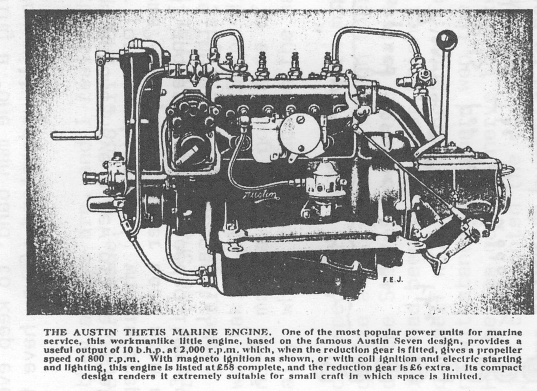 Austin
F.E.J.
THE AUSTIN THETIS MARINE ENGINE. One of the most popular power units for marine
service, this workmanlike little engine, based on the famous Austin Seven design, provides a
useful output of 10 b.h.p. at 2,000 r.p.m. which, when the reduction gear is fitted, gives a propeller
speed of 800 r.p.m. With magneto ignition as shown, or with coil ignition and electric starting
and lighting, this engine is listed at £58 complete, and the reduction gear is £6 extra. Its compact
design renders it extremely suitable for small craft in which space is limited.